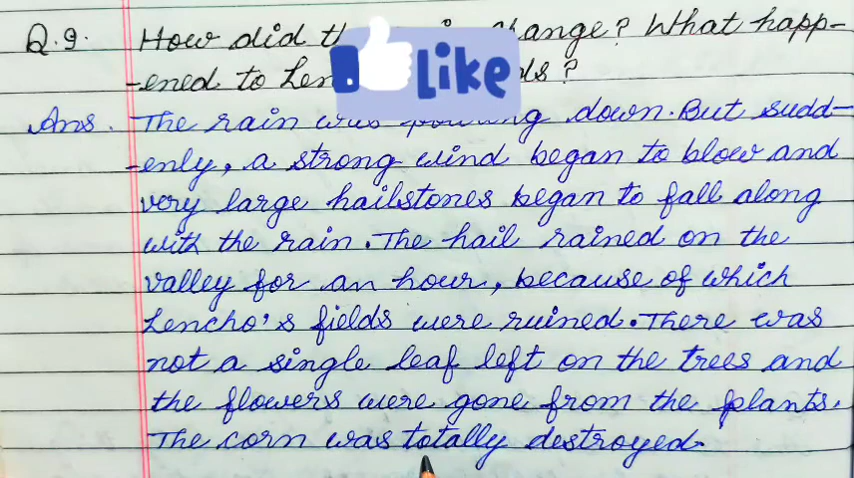 Q.9. How did th ange? What happ-
-ened to Len ds?
Like
Ans. The rain was pouring down. But sudd-
-enly, a strong wind began to blow and
very large hailstones began to fall along
with the rain. The hail rained on the
valley for an hour, because of which
Lencho's fields were ruined. There was
not a single leaf left on the trees and
the flowers were gone from the plants.
The corn was totally destroyed.